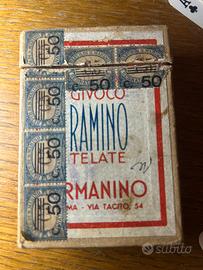 50
50
50
50
50
50
GIVOCO
RAMINO
TELATE
RMANINO
MA - VIA TACITO, 54
subito